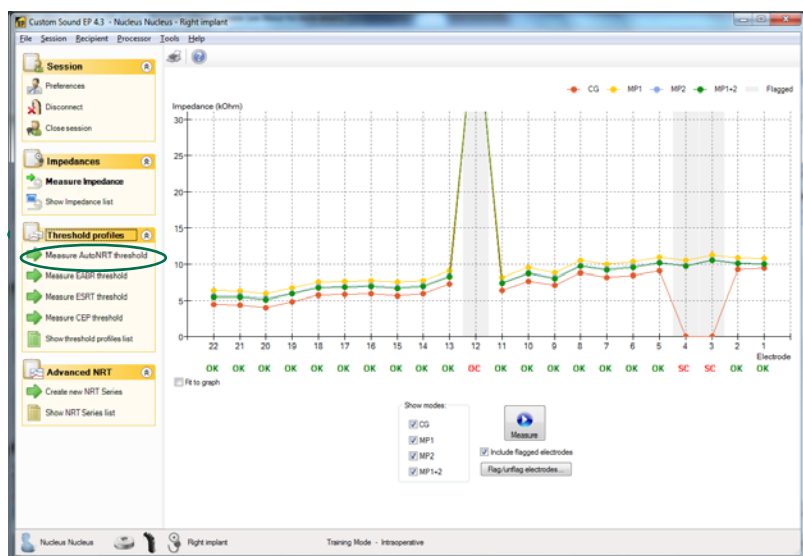 Custom Sound EP 4.3 - Nucleus Nucleus - Right implant
File Session Recipient Processor Tools Help
Session
Preferences
Disconnect
Close session
Impedances
Measure Impedance
Show Impedance list
Threshold profiles
Measure AutoNRT threshold
Measure EABR threshold
Measure ESRT threshold
Measure CEP threshold
Show threshold profiles list
Advanced NRT
Create new NRT Series
Show NRT Series list
CG MP1 MP2 MP1+2 Flagged
Impedance (kOhm)
30
25
20
15
10
5
0
22 21 20 19 18 17 16 15 14 13 12 11 10 9 8 7 6 5 4 3 2 1
Electrode
OK OK OK OK OK OK OK OK OK OK OC OK OK OK OK OK OK OK SC SC OK OK
Fit to graph
Show modes:
CG
MP1
MP2
MP1+2
Measure
Include flagged electrodes
Flag/unflag electrodes...
Nucleus Nucleus Right implant Training Mode - Intraoperative